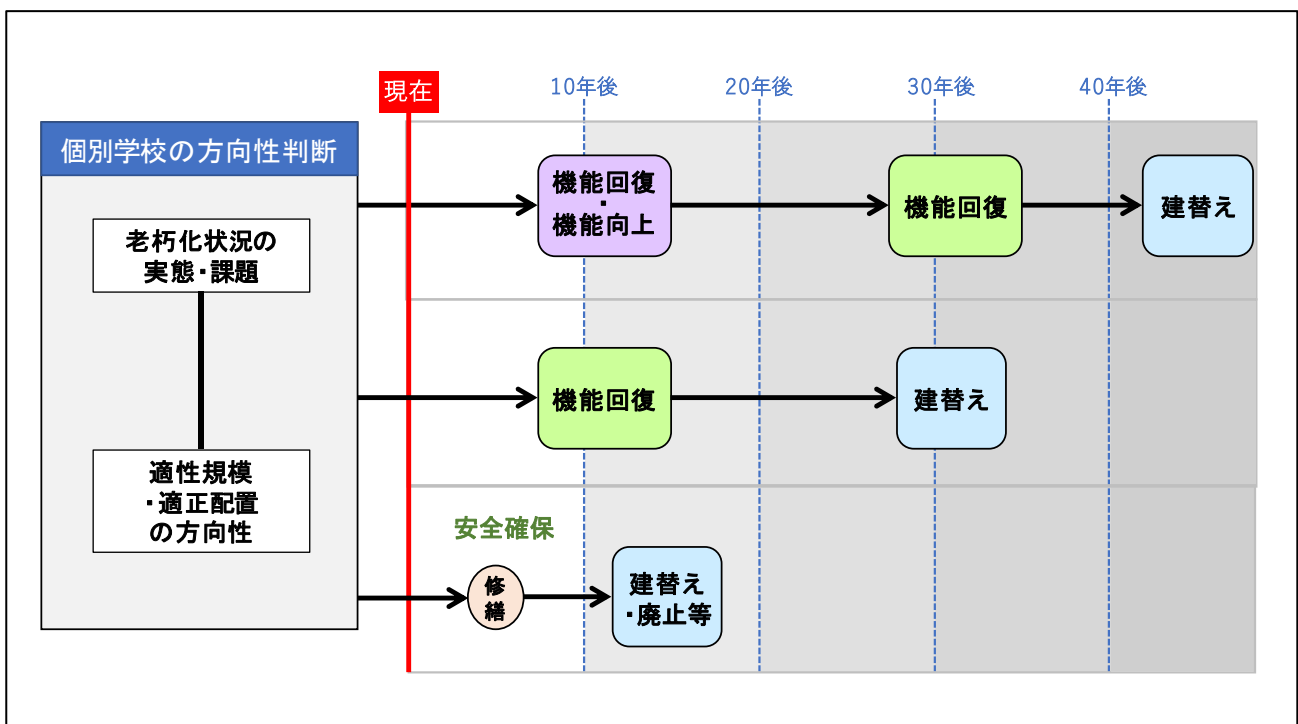 現在
10年後
20年後
30年後
40年後
個別学校の方向性判断
老朽化状況の
実態・課題
適性規模
・適正配置
の方向性
機能回復
・
機能向上
機能回復
建替え
機能回復
建替え
安全確保
修
繕
建替え
・廃止等